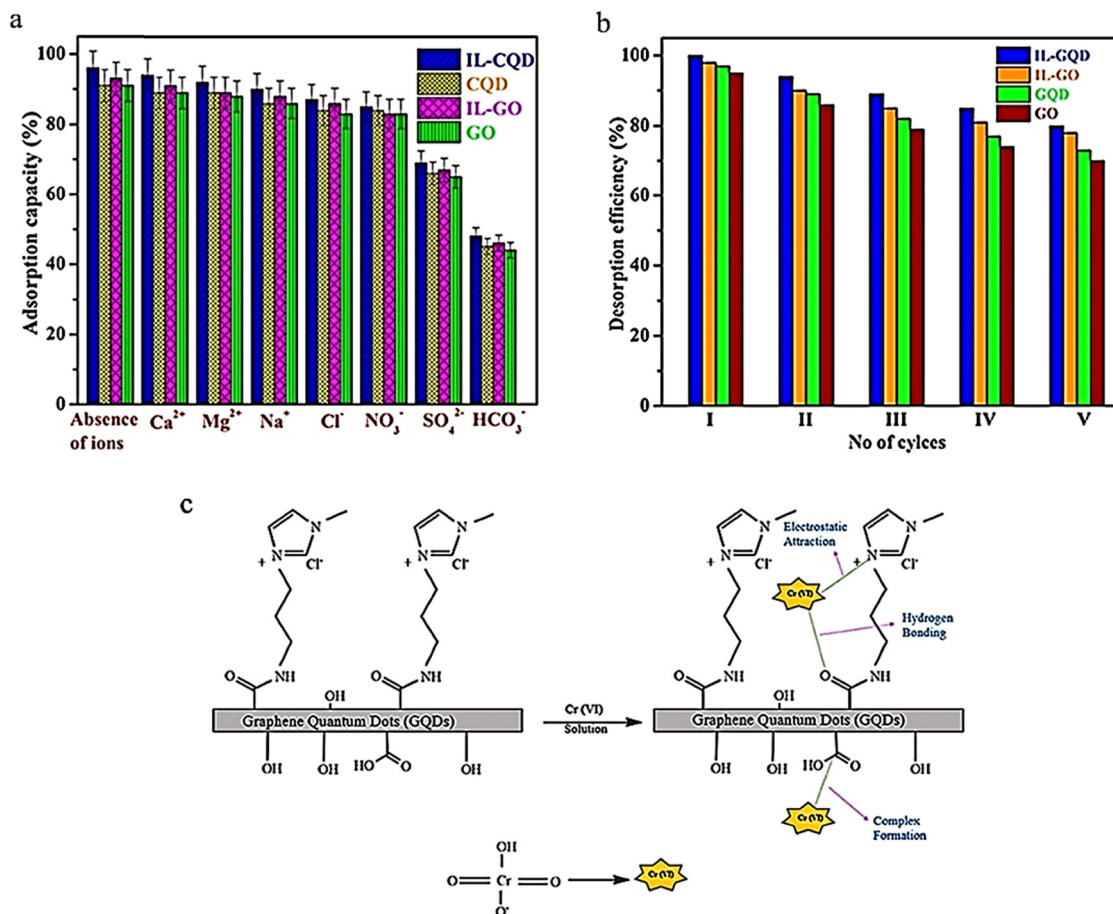 a
Adsorption capacity (%)
100
80
60
40
20
0
IL-CQD
CQD
IL-GO
GO
Absence
of ions
Ca²⁺
Mg²⁺
Na⁺
Cl⁻
NO₃⁻
SO₄²⁻
HCO₃⁻
b
Desorption efficiency (%)
100
80
60
40
20
0
IL-GQD
IL-GO
GQD
GO
I
II
III
IV
V
No of cylces
c
N
N
+
Cl⁻
N
N
+
Cl⁻
O
NH
O
NH
OH
Graphene Quantum Dots (GQDs)
OH
OH
HO
O
OH
Cr (VI)
Solution
N
N
+
Cl⁻
Electrostatic
Attraction
N
N
+
Cl⁻
Cr (VI)
Hydrogen
Bonding
O
NH
O
NH
OH
Graphene Quantum Dots (GQDs)
OH
OH
HO
O
OH
Cr (VI)
Complex
Formation
OH
O
Cr
O
O⁻
Cr (VI)